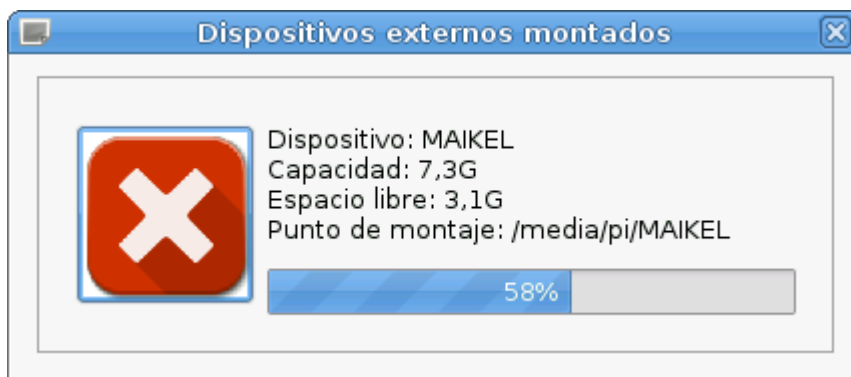 Dispositivos externos montados
Dispositivo: MAIKEL
Capacidad: 7,3G
Espacio libre: 3,1G
Punto de montaje: /media/pi/MAIKEL
58%